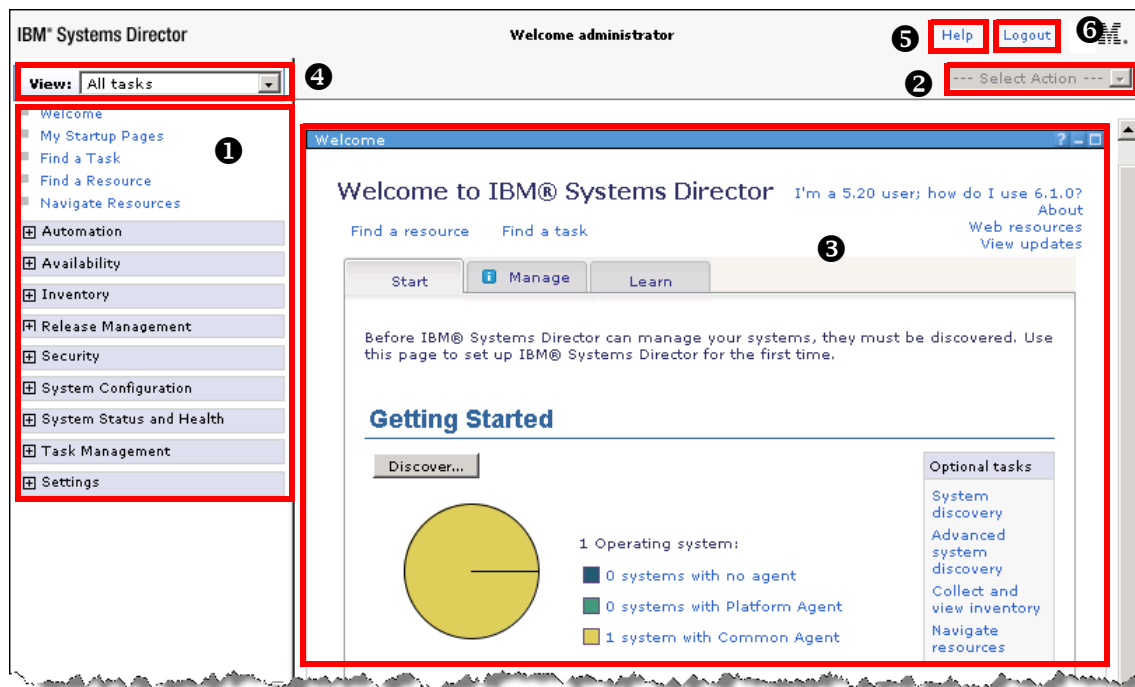 IBM® Systems Director
Welcome administrator
❺
Help
Logout
❻
View: All tasks
❹
❷
--- Select Action ---
Welcome
My Startup Pages
Find a Task
Find a Resource
Navigate Resources
❶
Automation
Availability
Inventory
Release Management
Security
System Configuration
System Status and Health
Task Management
Settings
Welcome
Welcome to IBM® Systems Director
I'm a 5.20 user; how do I use 6.1.0?
About
Web resources
View updates
Find a resource
Find a task
❸
Start
Manage
Learn
Before IBM® Systems Director can manage your systems, they must be discovered. Use
this page to set up IBM® Systems Director for the first time.
Getting Started
Discover...
1 Operating system:
0 systems with no agent
0 systems with Platform Agent
1 system with Common Agent
Optional tasks
System
discovery
Advanced
system
discovery
Collect and
view inventory
Navigate
resources